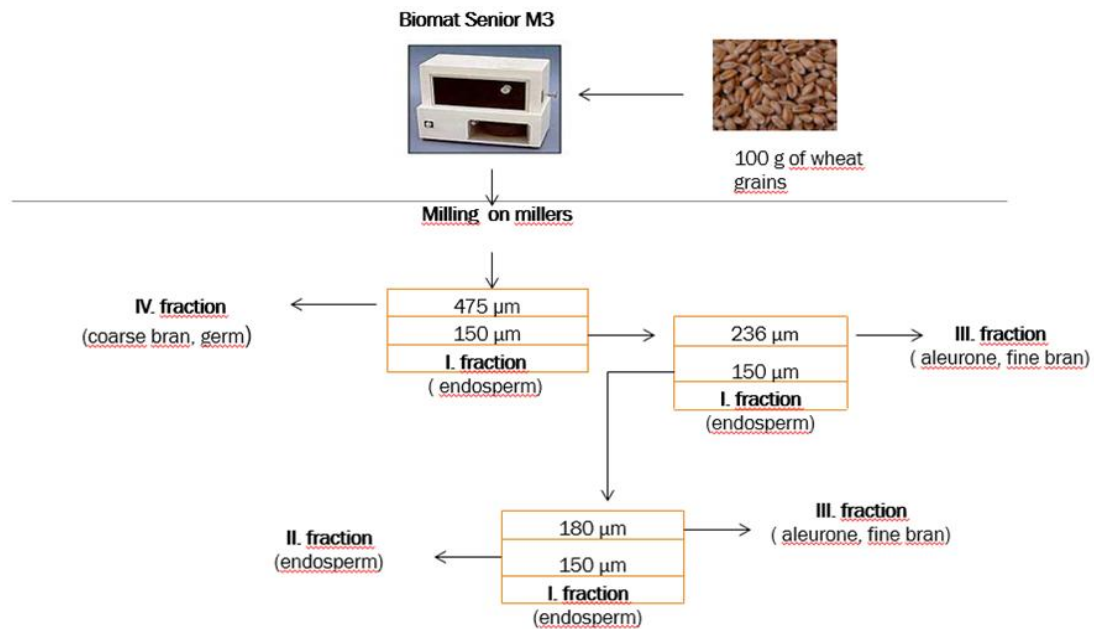 Biomat Senior M3
100 g of wheat
grains
Milling on millers
IV. fraction
(coarse bran, germ)
475 µm
150 µm
I. fraction
( endosperm)
236 µm
150 µm
I. fraction
(endosperm)
III. fraction
( aleurone, fine bran)
II. fraction
(endosperm)
180 µm
150 µm
I. fraction
(endosperm)
III. fraction
( aleurone, fine bran)